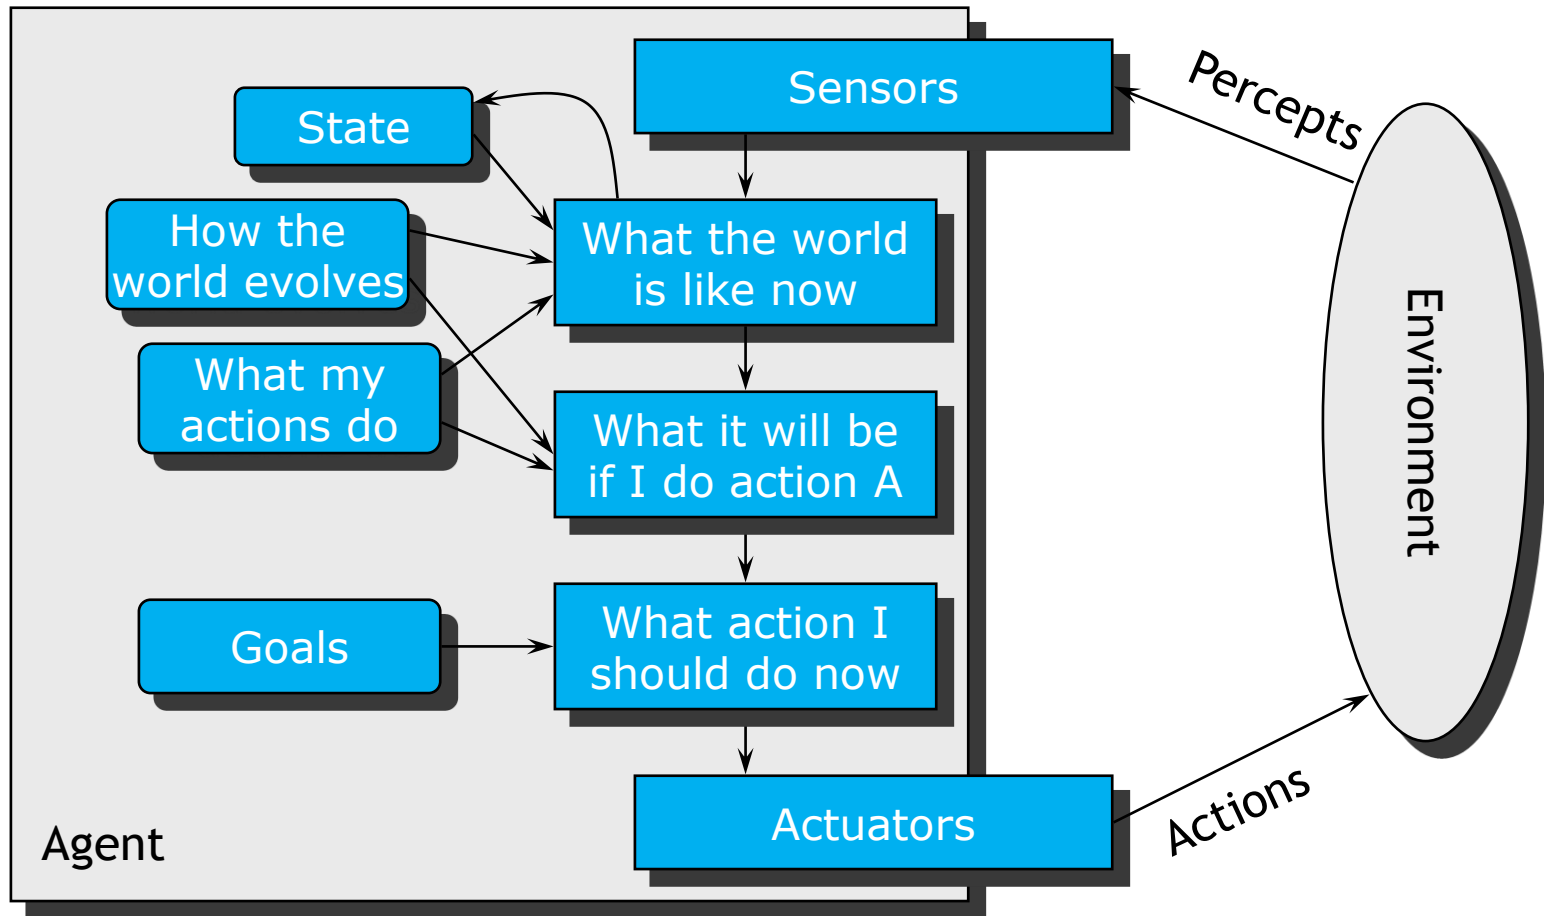 Sensors
Percepts
State
How the
world evolves
What the world
is like now
What my
actions do
What it will be
if I do action A
Environment
Goals
What action I
should do now
Actuators
Actions
Agent